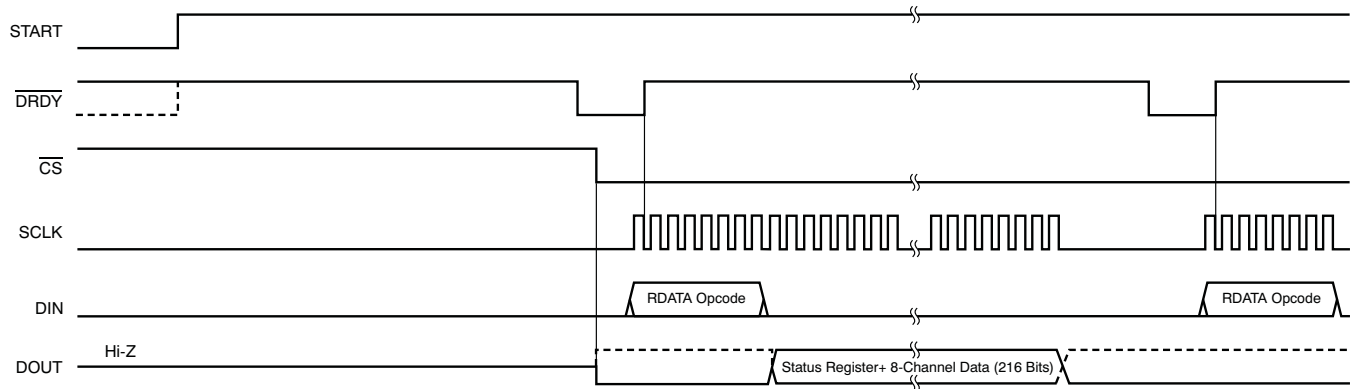 START
DRDY
CS
SCLK
DIN
RDATA Opcode
RDATA Opcode
DOUT
Hi-Z
Status Register+ 8-Channel Data (216 Bits)